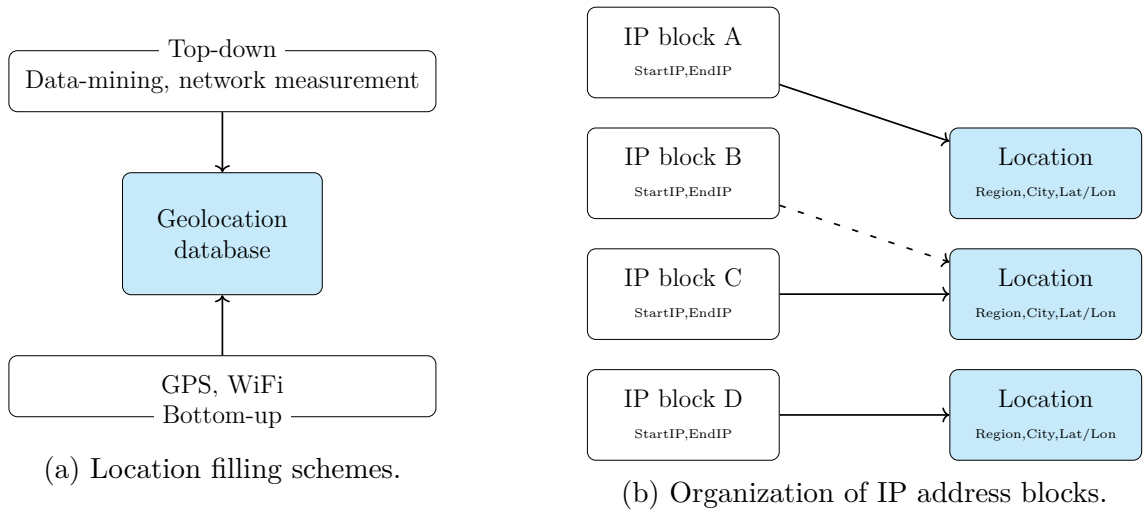 Top-down
Data-mining, network measurement
Geolocation
database
GPS, WiFi
Bottom-up
(a) Location filling schemes.
IP block A
StartIP,EndIP
IP block B
StartIP,EndIP
IP block C
StartIP,EndIP
IP block D
StartIP,EndIP
Location
Region,City,Lat/Lon
Location
Region,City,Lat/Lon
Location
Region,City,Lat/Lon
(b) Organization of IP address blocks.